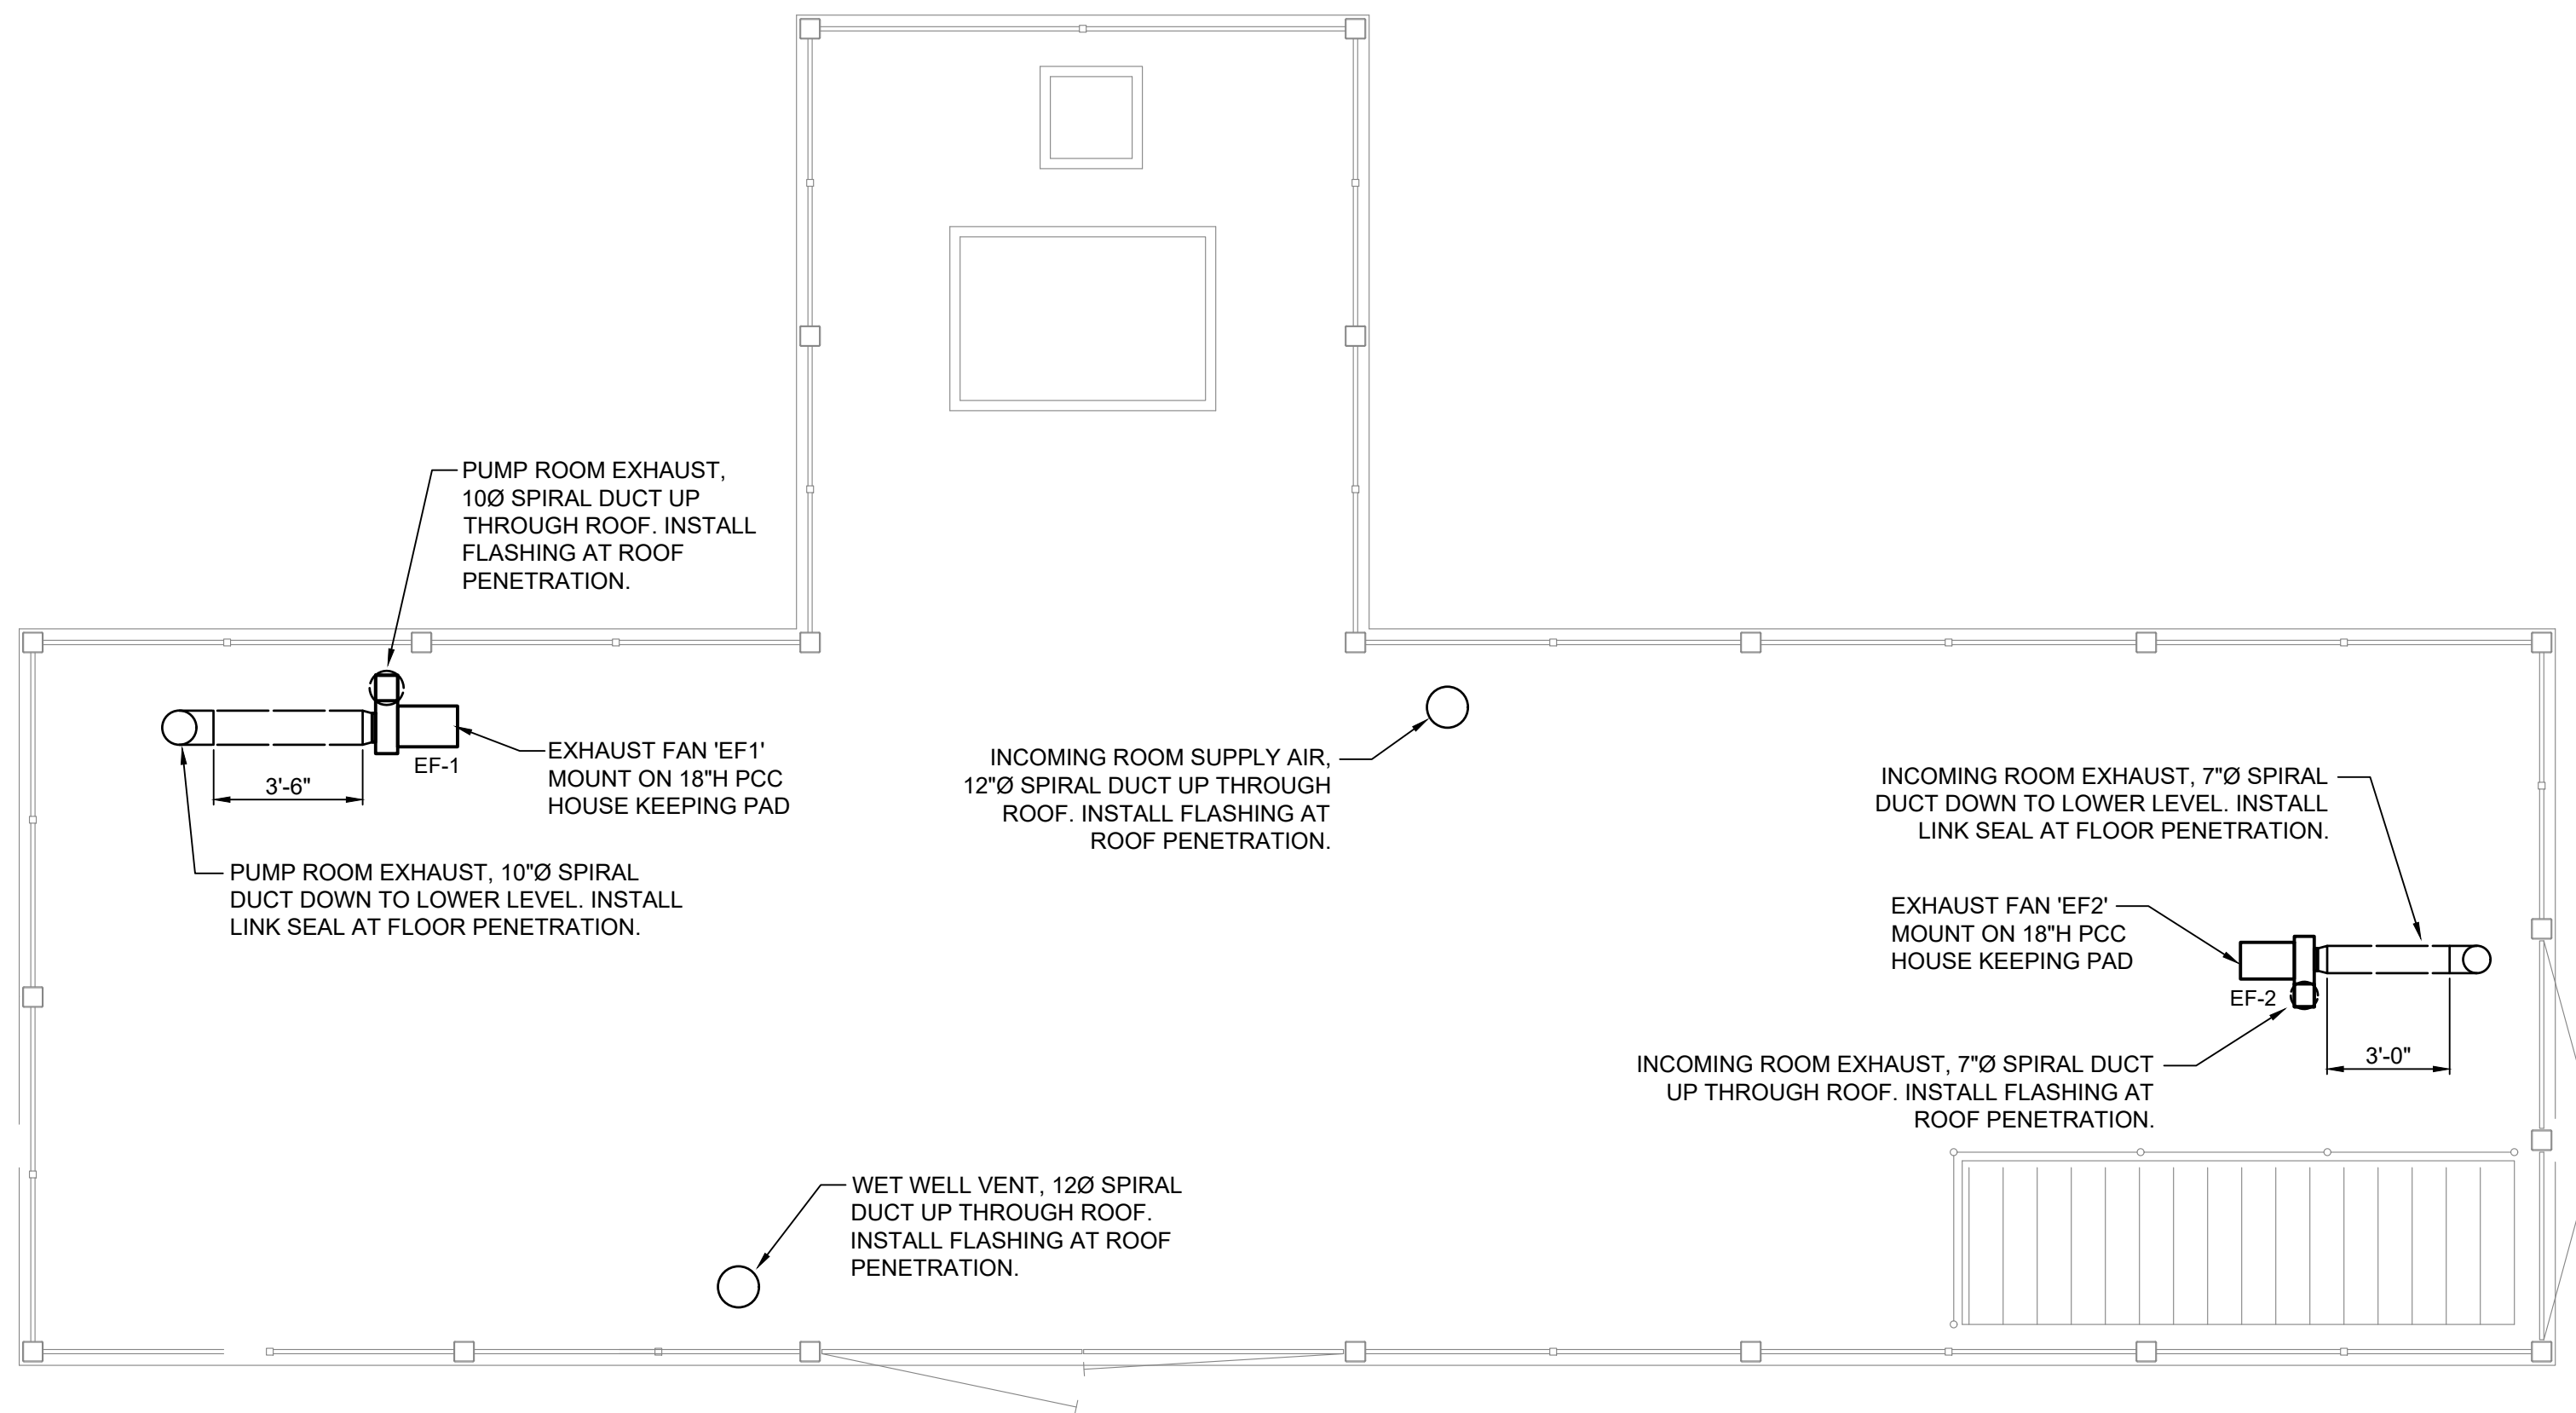 PUMP ROOM EXHAUST,
10Ø SPIRAL DUCT UP
THROUGH ROOF. INSTALL
FLASHING AT ROOF
PENETRATION.
EF-1
EXHAUST FAN 'EF1'
MOUNT ON 18"H PCC
HOUSE KEEPING PAD
3'-6"
PUMP ROOM EXHAUST, 10"Ø SPIRAL
DUCT DOWN TO LOWER LEVEL. INSTALL
LINK SEAL AT FLOOR PENETRATION.
INCOMING ROOM SUPPLY AIR,
12"Ø SPIRAL DUCT UP THROUGH
ROOF. INSTALL FLASHING AT
ROOF PENETRATION.
INCOMING ROOM EXHAUST, 7"Ø SPIRAL
DUCT DOWN TO LOWER LEVEL. INSTALL
LINK SEAL AT FLOOR PENETRATION.
EXHAUST FAN 'EF2'
MOUNT ON 18"H PCC
HOUSE KEEPING PAD
EF-2
3'-0"
INCOMING ROOM EXHAUST, 7"Ø SPIRAL DUCT
UP THROUGH ROOF. INSTALL FLASHING AT
ROOF PENETRATION.
WET WELL VENT, 12Ø SPIRAL
DUCT UP THROUGH ROOF.
INSTALL FLASHING AT ROOF
PENETRATION.